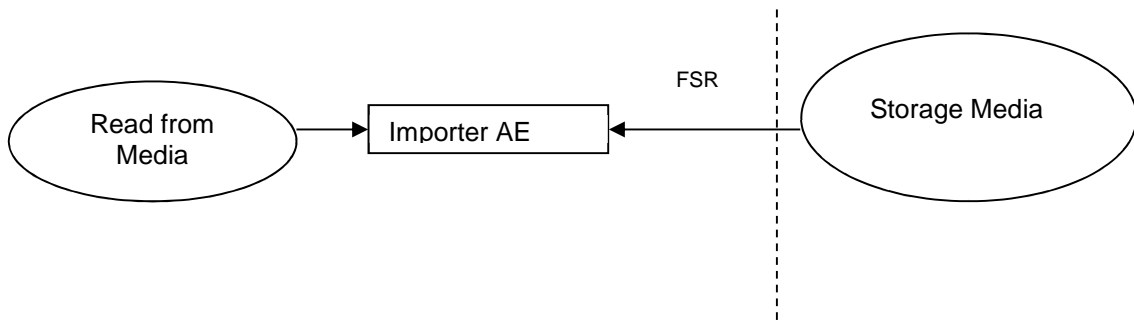 FSR
Storage Media
Read from
Media
Importer AE